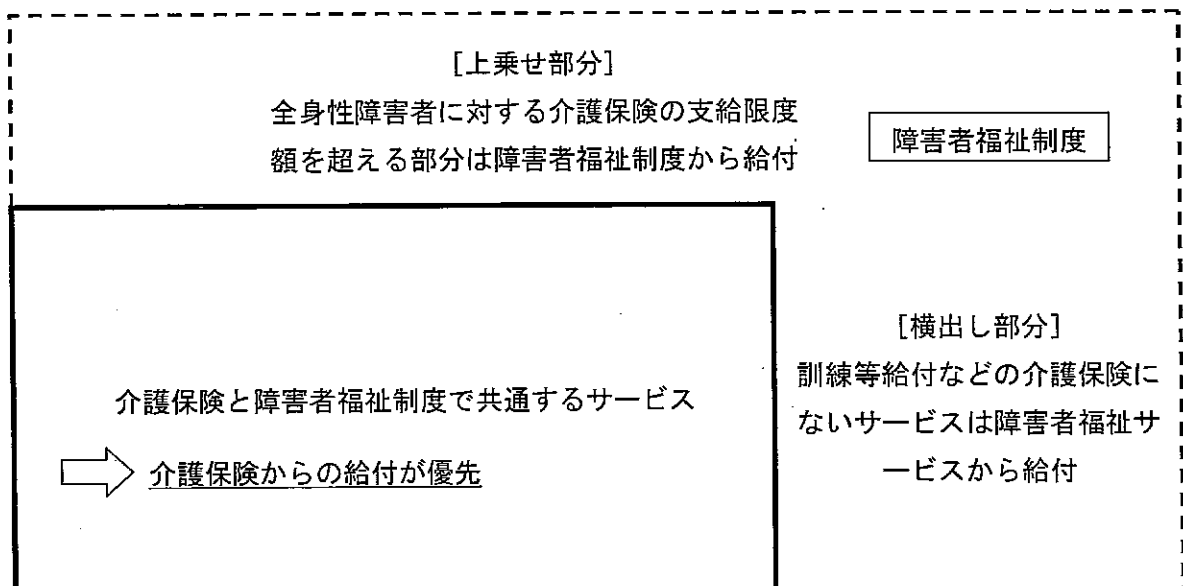 [上乗せ部分]
全身性障害者に対する介護保険の支給限度
額を超える部分は障害者福祉制度から給付
障害者福祉制度
[横出し部分]
訓練等給付などの介護保険に
ないサービスは障害者福祉サ
ービスから給付
介護保険と障害者福祉制度で共通するサービス
介護保険からの給付が優先